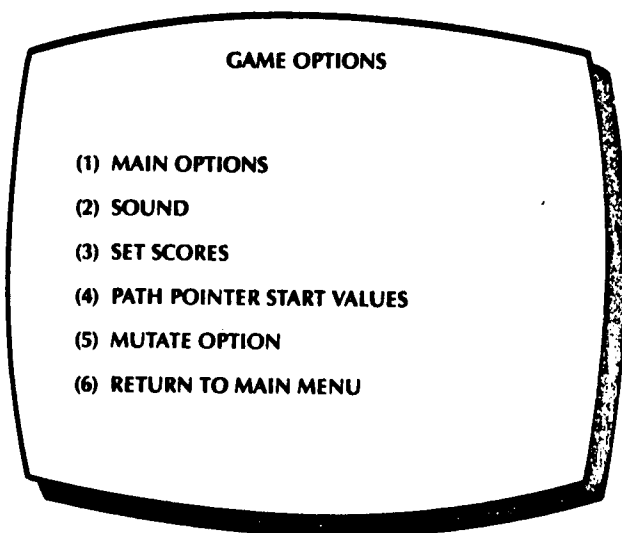 GAME OPTIONS
(1) MAIN OPTIONS
(2) SOUND
(3) SET SCORES
(4) PATH POINTER START VALUES
(5) MUTATE OPTION
(6) RETURN TO MAIN MENU